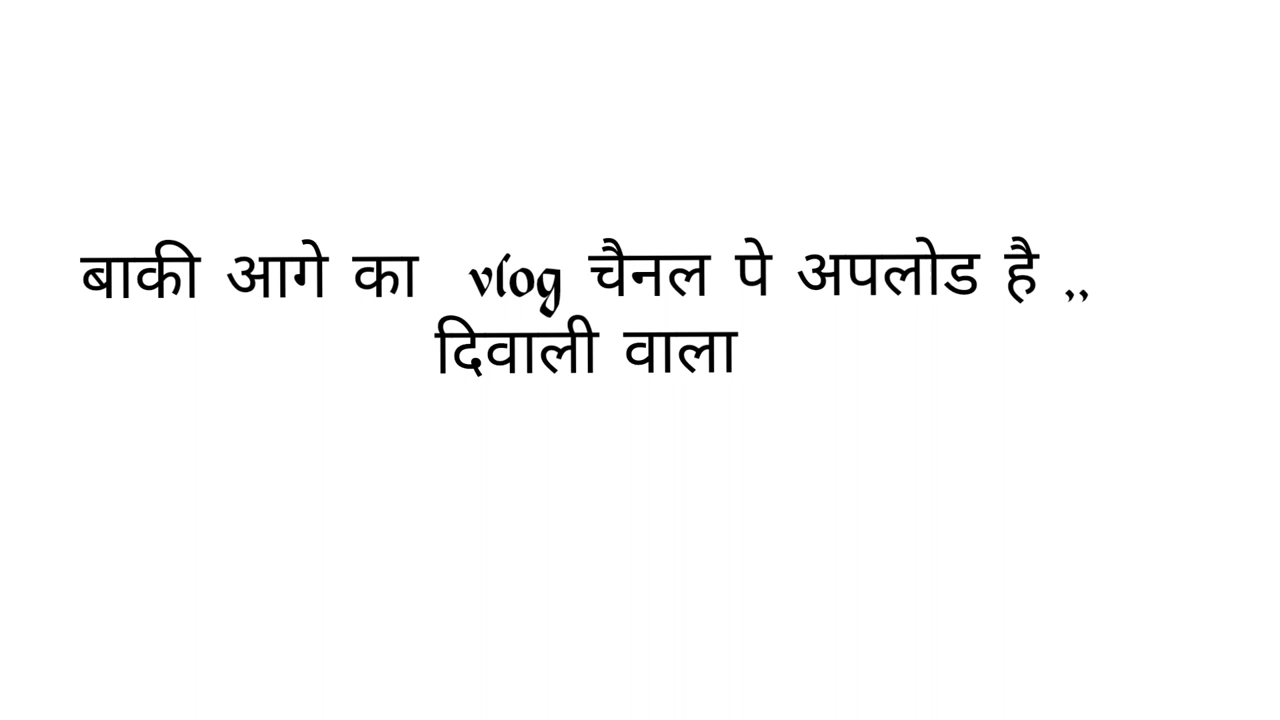 बाकी आगे का vlog चैनल पे अपलोड है ,,
दिवाली वाला